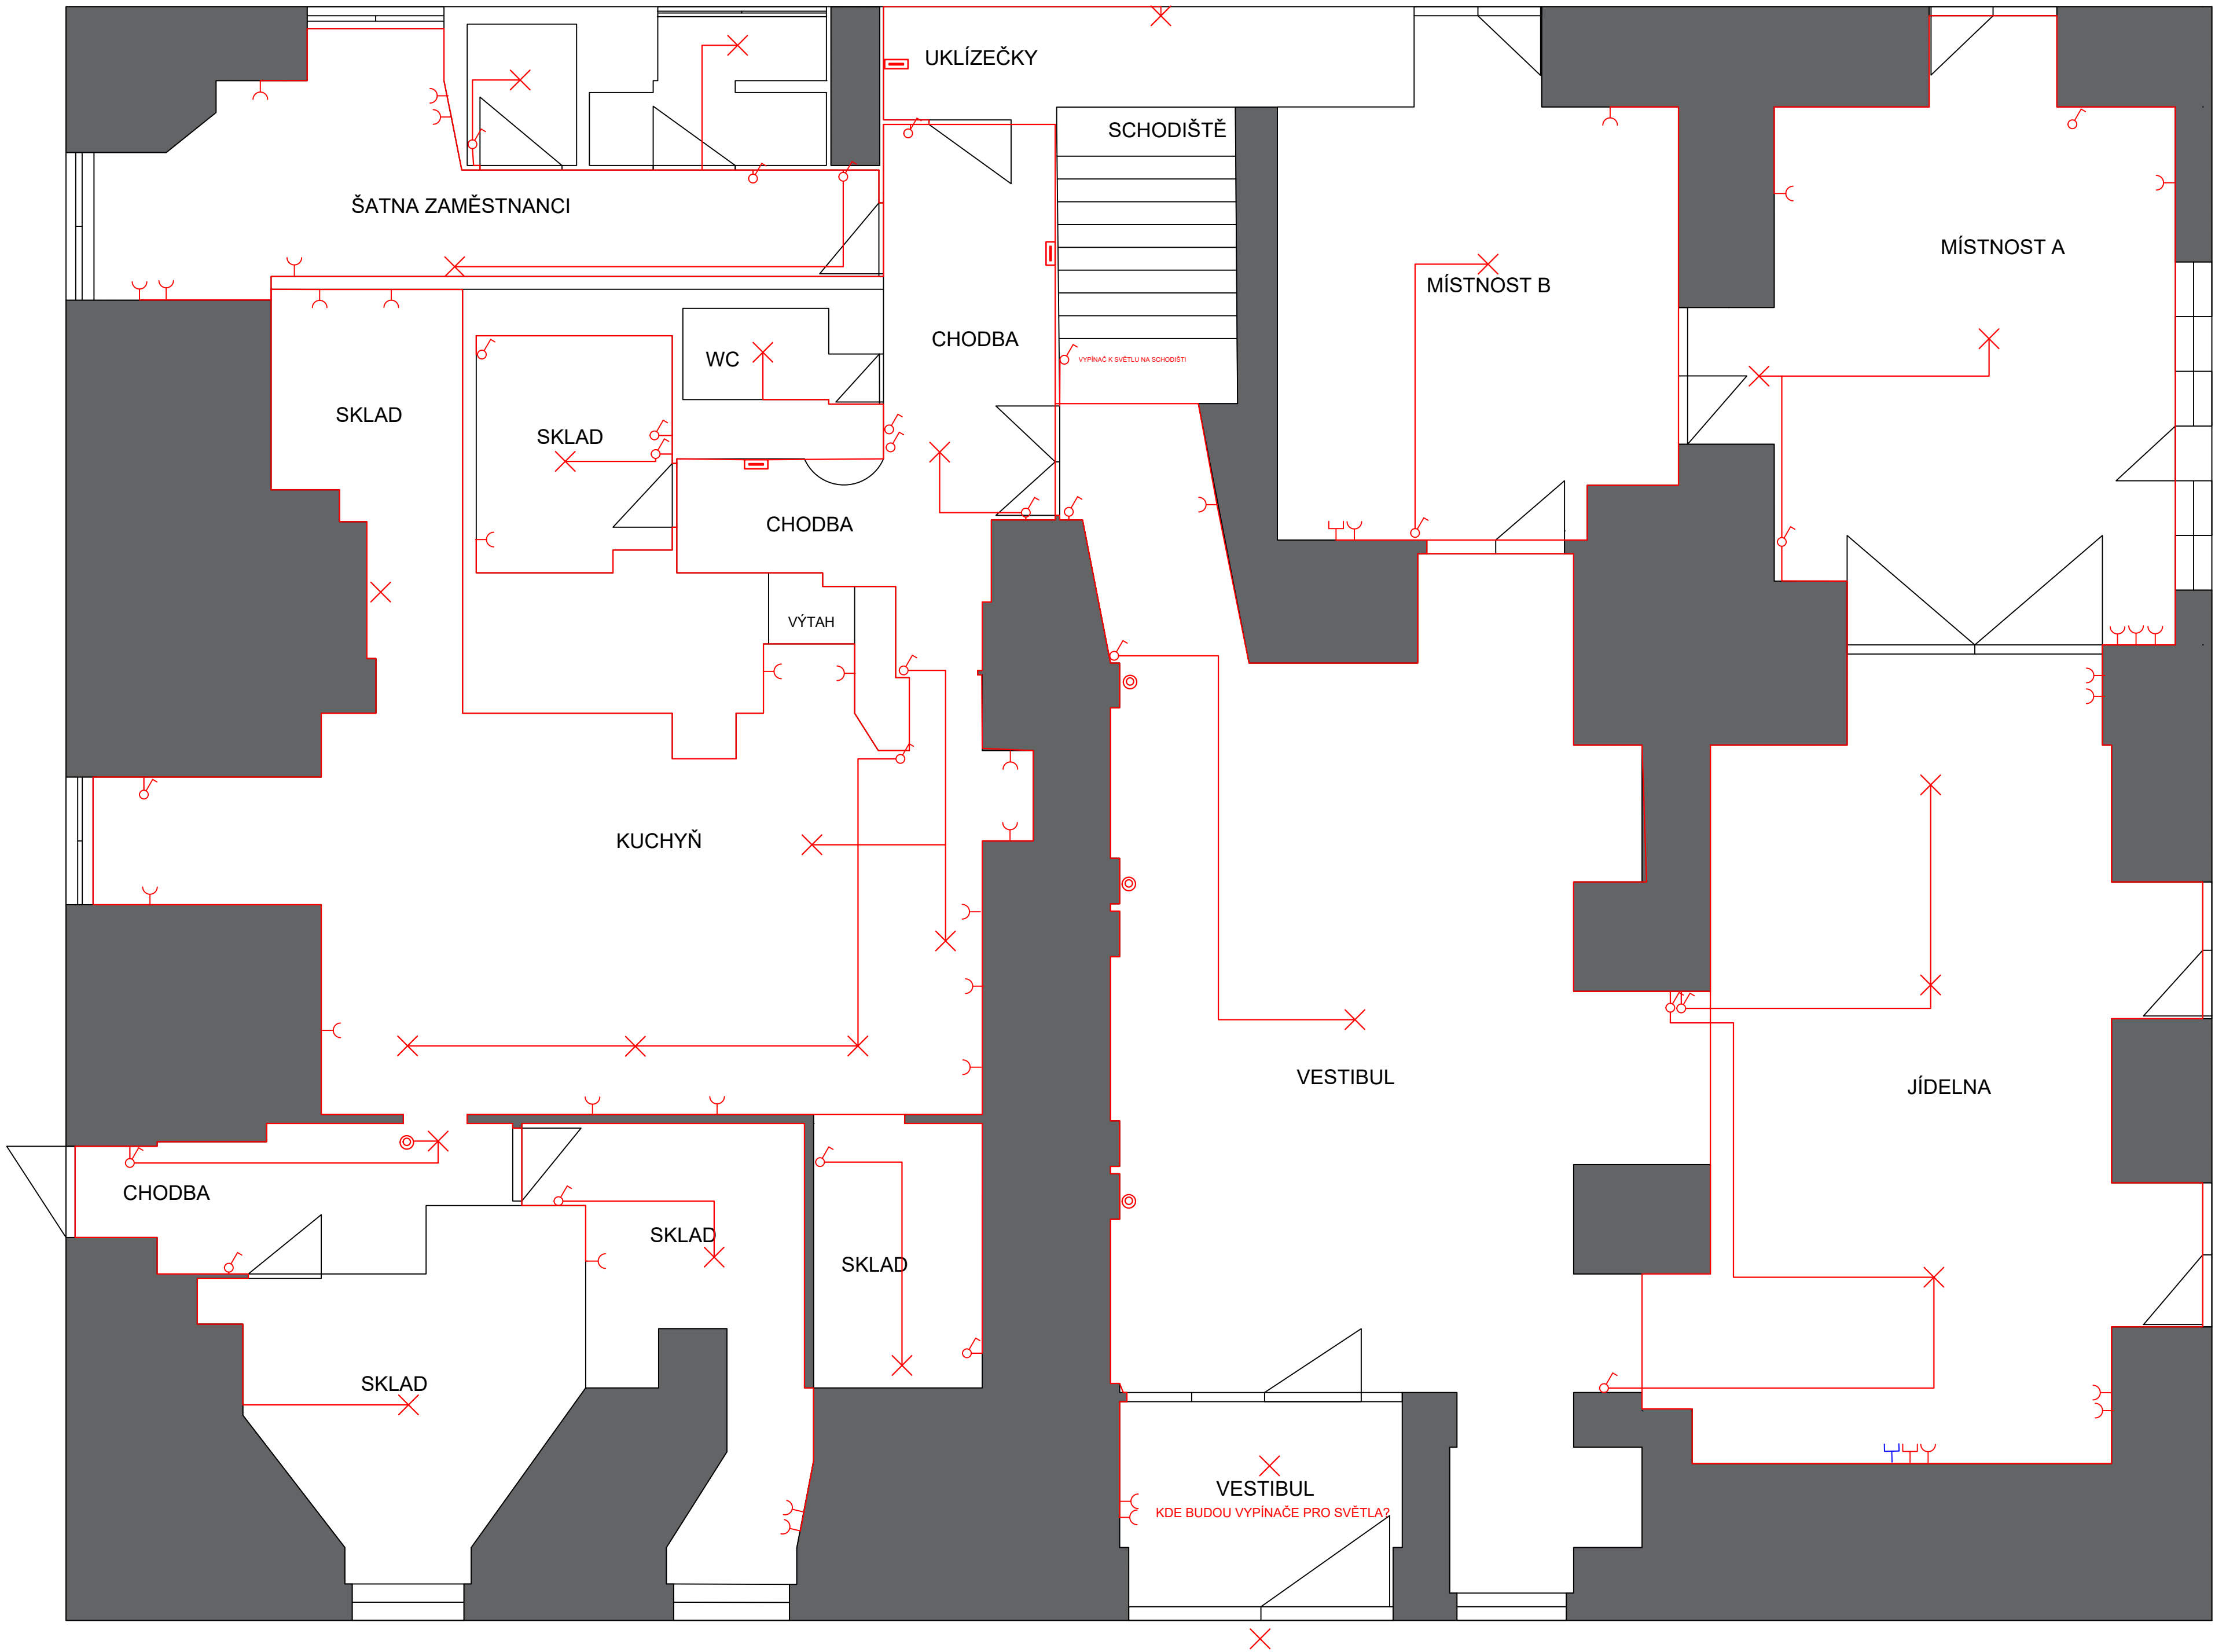 UKLÍZEČKY
SCHODIŠTĚ
ŠATNA ZAMĚSTNANCI
MÍSTNOST A
MÍSTNOST B
CHODBA
WC
VYPÍNAČ K SVĚTLU NA SCHODIŠTI
SKLAD
SKLAD
CHODBA
VÝTAH
KUCHYŇ
VESTIBUL
JÍDELNA
CHODBA
SKLAD
SKLAD
SKLAD
VESTIBUL
KDE BUDOU VYPÍNAČE PRO SVĚTLA?